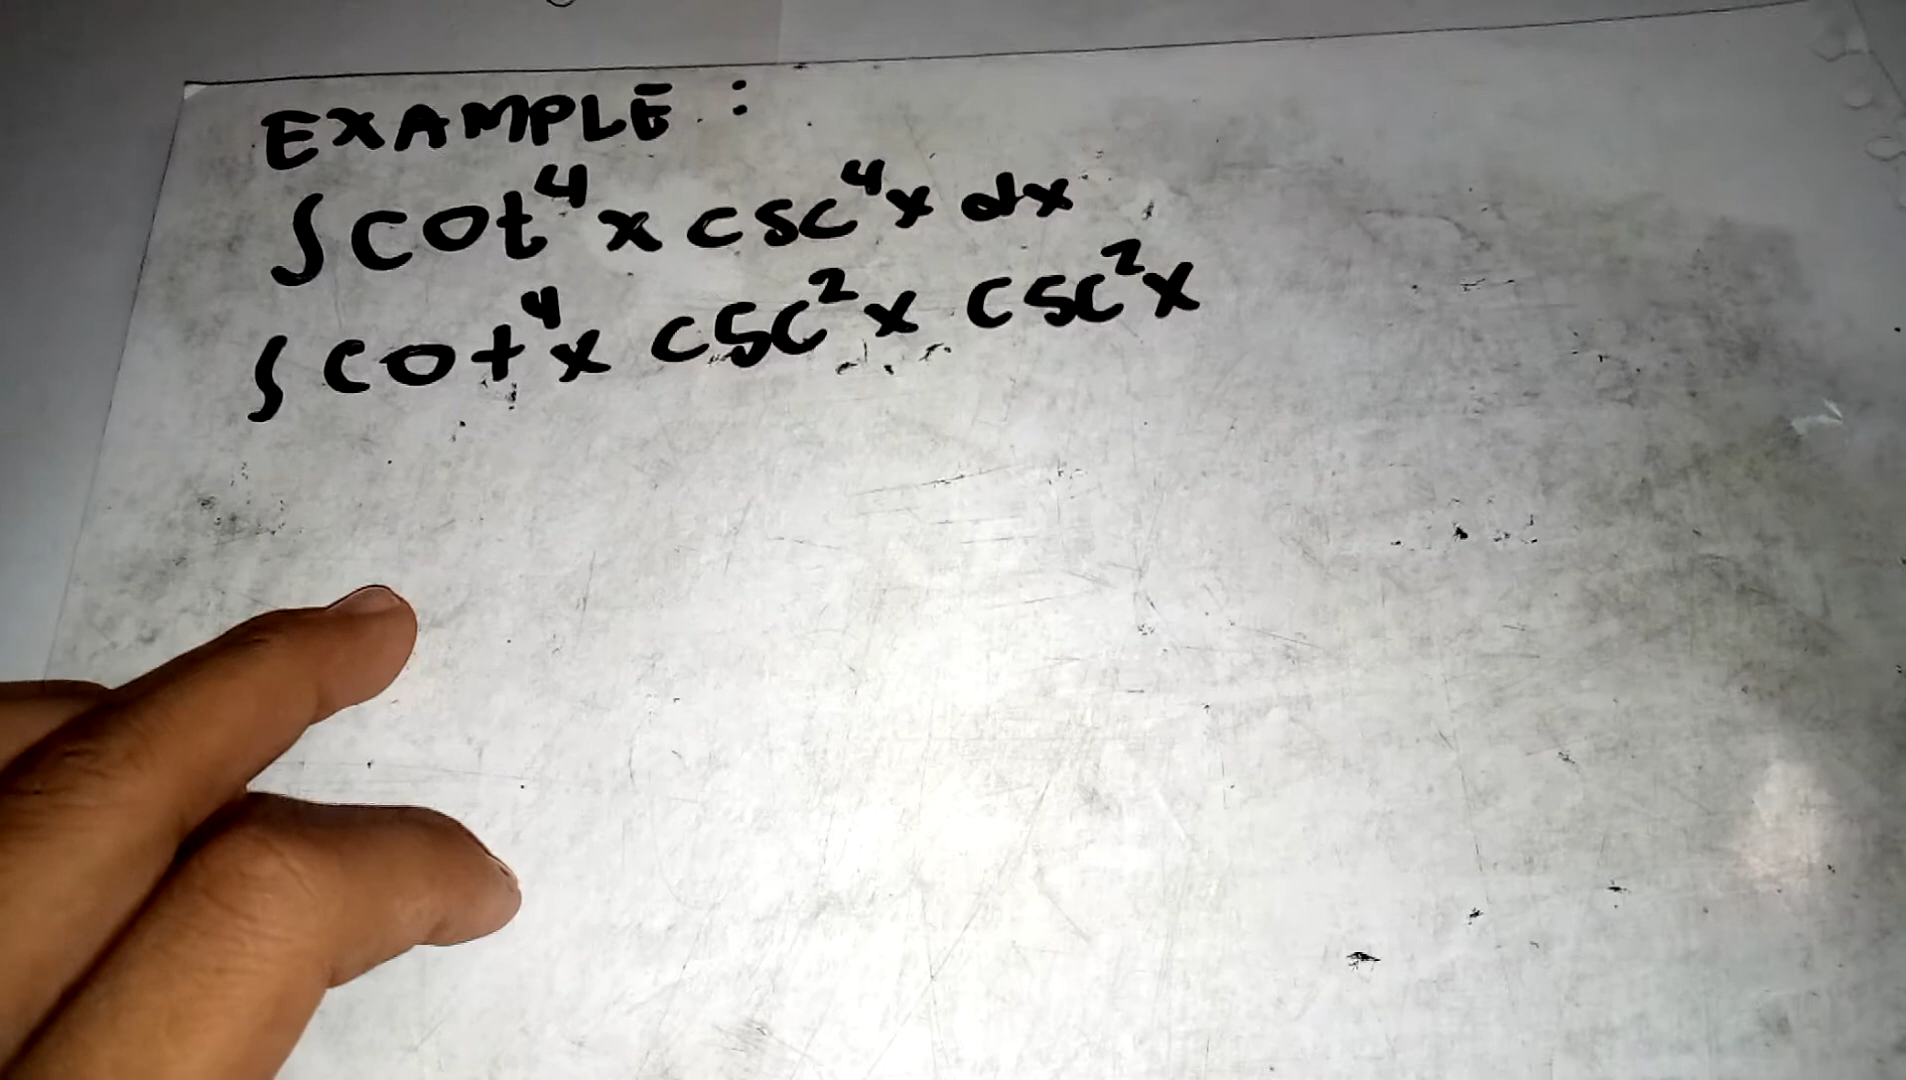 EXAMPLE :
∫ cot⁴x csc⁴x dx
∫ cot⁴x csc²x csc²x